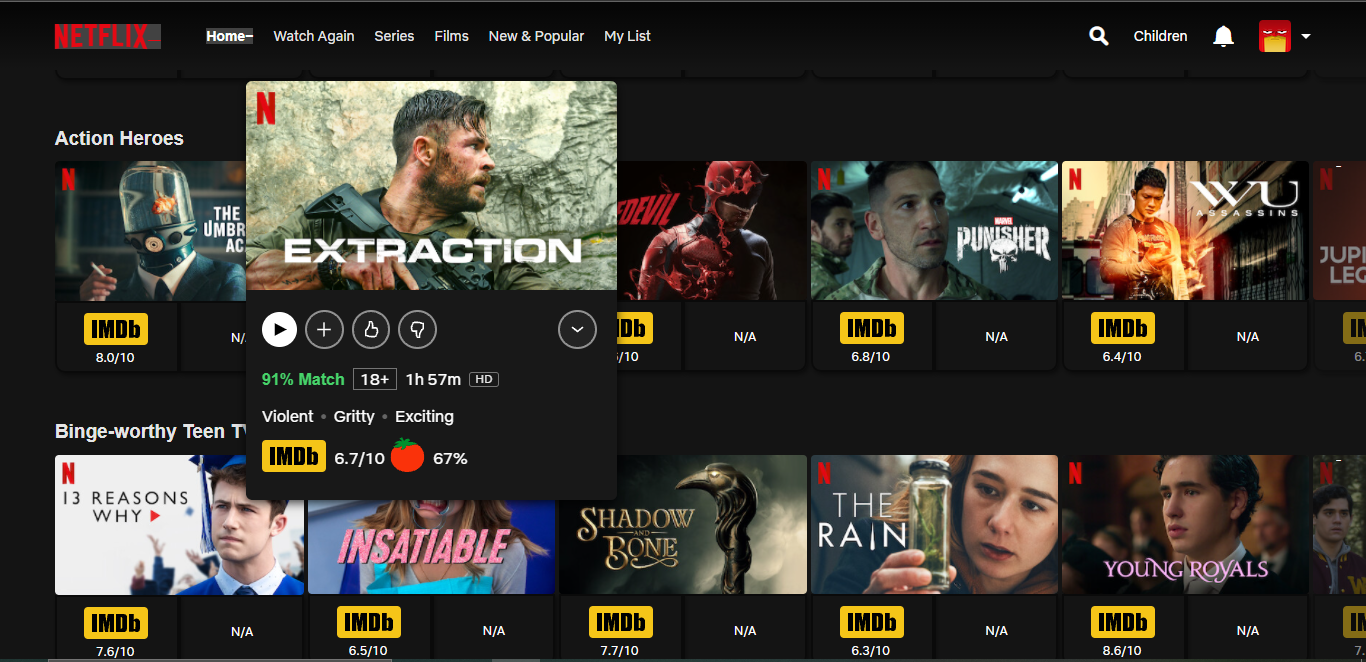 NETFLIX
Home
Watch Again
Series
Films
New & Popular
My List
Children
Action Heroes
N
THE
UMBR
AC
N
EXTRACTION
DEVIL
N
MARVEL
PUNISHER
N
WU
ASSASSINS
N
JUPI
LEG
IMDb
8.0/10
N/
91% Match
18+
1h 57m
HD
Violent • Gritty • Exciting
IMDb
6.7/10
67%
Db
/10
N/A
IMDb
6.8/10
N/A
IMDb
6.4/10
N/A
IM
6.
Binge-worthy Teen TV
N
13 REASONS
WHY
INSATIABLE
SHADOW
AND
BONE
N
THE
RAIN
N
YOUNG ROYALS
IMDb
7.6/10
N/A
IMDb
6.5/10
N/A
IMDb
7.7/10
N/A
IMDb
6.3/10
N/A
IMDb
8.6/10
N/A
IM
7.